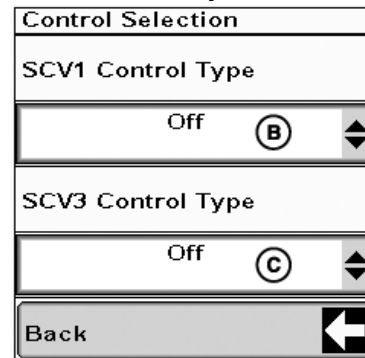 Control Selection
SCV1 Control Type
Off B
SCV3 Control Type
Off C
Back